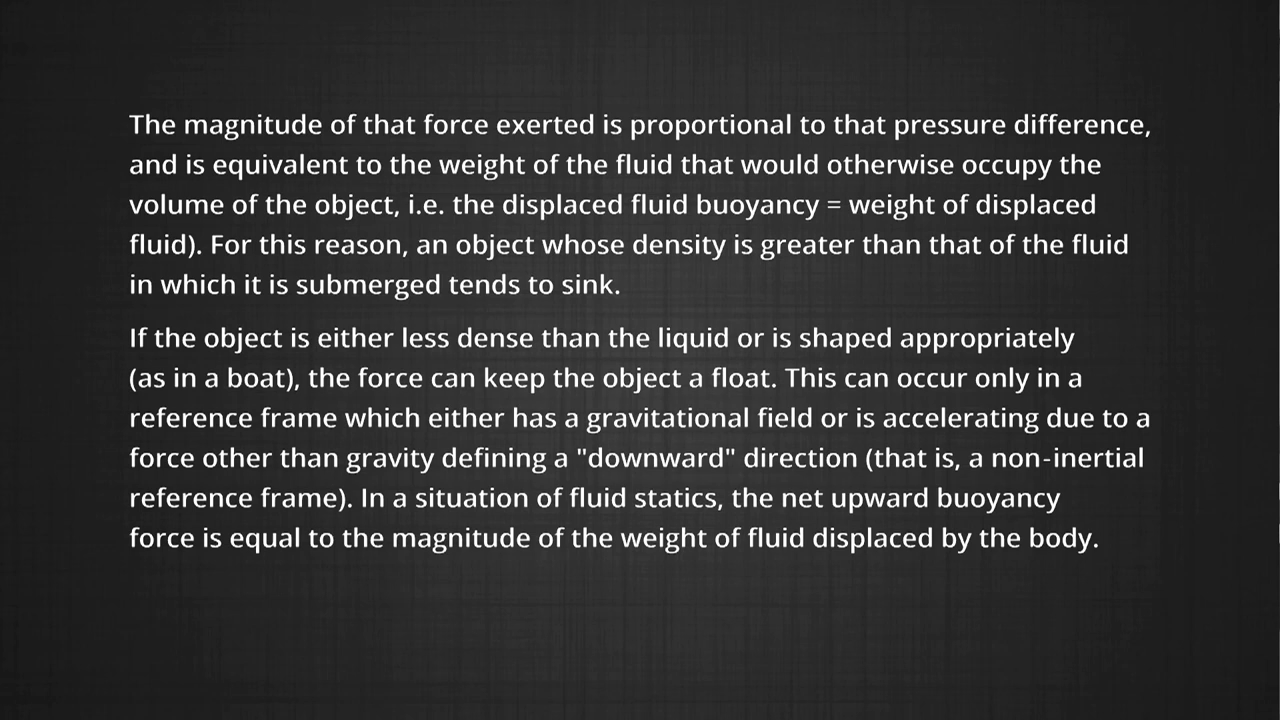 The magnitude of that force exerted is proportional to that pressure difference,
and is equivalent to the weight of the fluid that would otherwise occupy the
volume of the object, i.e. the displaced fluid buoyancy = weight of displaced
fluid). For this reason, an object whose density is greater than that of the fluid
in which it is submerged tends to sink.
If the object is either less dense than the liquid or is shaped appropriately
(as in a boat), the force can keep the object a float. This can occur only in a
reference frame which either has a gravitational field or is accelerating due to a
force other than gravity defining a "downward" direction (that is, a non-inertial
reference frame). In a situation of fluid statics, the net upward buoyancy
force is equal to the magnitude of the weight of fluid displaced by the body.